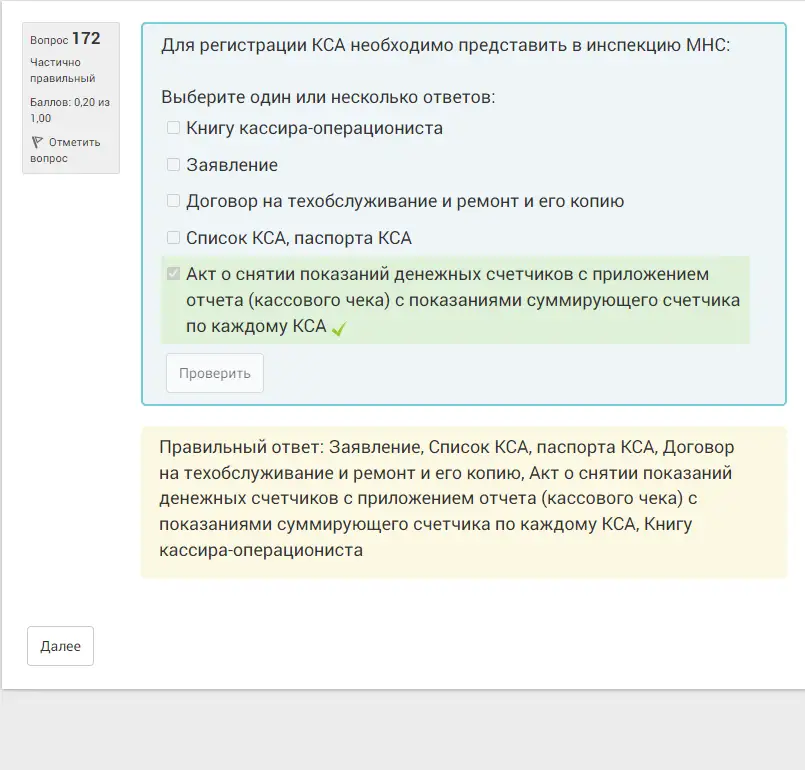 Вопрос 172
Частично
правильный
Баллов: 0,20 из
1,00
Отметить
вопрос
Для регистрации КСА необходимо представить в инспекцию МНС:
Выберите один или несколько ответов:
Книгу кассира-операциониста
Заявление
Договор на техобслуживание и ремонт и его копию
Список КСА, паспорта КСА
Акт о снятии показаний денежных счетчиков с приложением
отчета (кассового чека) с показаниями суммирующего счетчика
по каждому КСА
Проверить
Правильный ответ: Заявление, Список КСА, паспорта КСА, Договор
на техобслуживание и ремонт и его копию, Акт о снятии показаний
денежных счетчиков с приложением отчета (кассового чека) с
показаниями суммирующего счетчика по каждому КСА, Книгу
кассира-операциониста
Далее